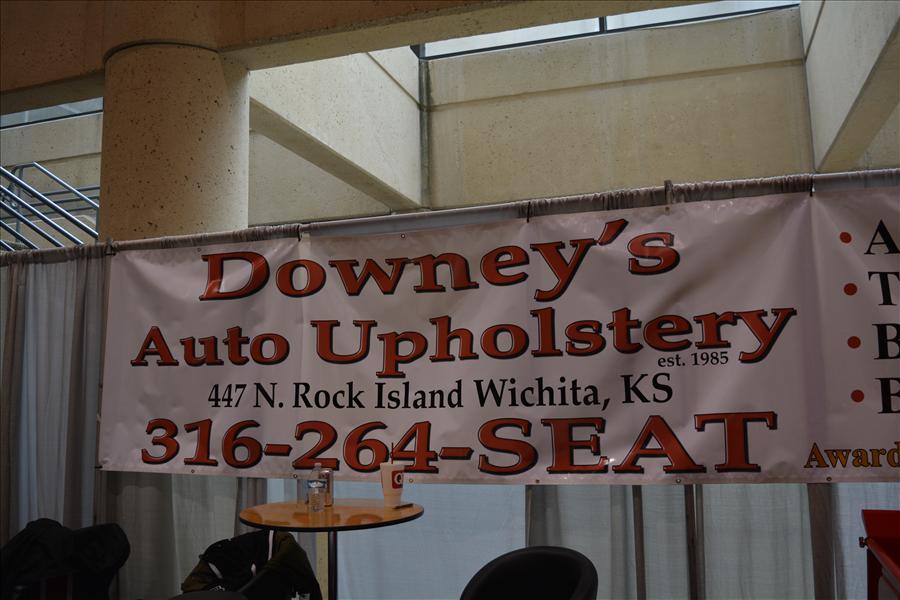 Downey's
Auto Upholstery
est. 1985
447 N. Rock Island Wichita, KS
316-264-SEAT
A
T
B
B
Award
Q